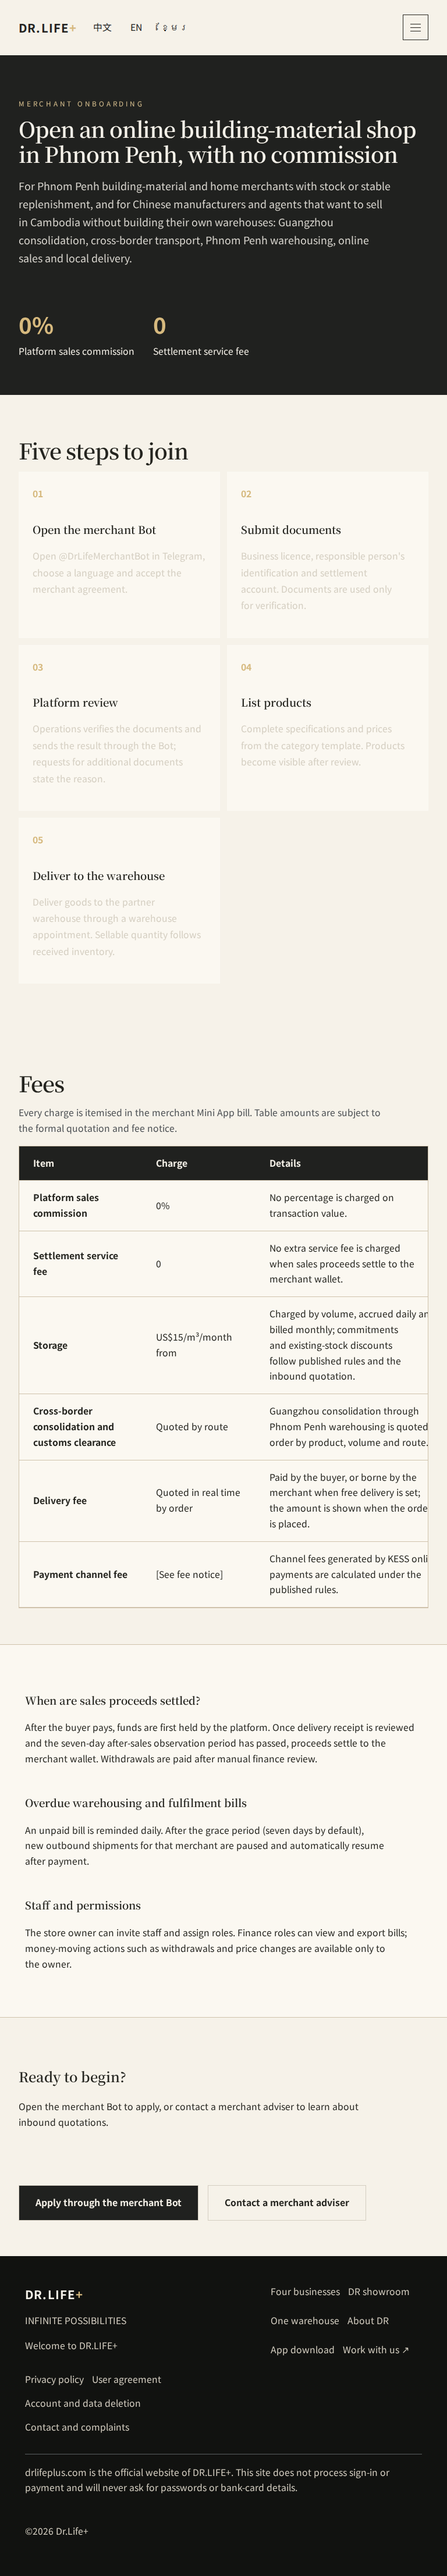 DR.LIFE+ 中文 EN ខ្មែរ
MERCHANT ONBOARDING
Open an online building-material shop
in Phnom Penh, with no commission
For Phnom Penh building-material and home merchants with stock or stable
replenishment, and for Chinese manufacturers and agents that want to sell
in Cambodia without building their own warehouses: Guangzhou
consolidation, cross-border transport, Phnom Penh warehousing, online
sales and local delivery.
0%
Platform sales commission
0
Settlement service fee
Five steps to join
01
Open the merchant Bot
Open @DrLifeMerchantBot in Telegram,
choose a language and accept the
merchant agreement.
02
Submit documents
Business licence, responsible person's
identification and settlement
account. Documents are used only
for verification.
03
Platform review
Operations verifies the documents and
sends the result through the Bot;
requests for additional documents
state the reason.
04
List products
Complete specifications and prices
from the category template. Products
become visible after review.
05
Deliver to the warehouse
Deliver goods to the partner
warehouse through a warehouse
appointment. Sellable quantity follows
received inventory.
Fees
Every charge is itemised in the merchant Mini App bill. Table amounts are subject to
the formal quotation and fee notice.
Item Charge Details
Platform sales
commission
0%
No percentage is charged on
transaction value.
Settlement service
fee
0
No extra service fee is charged
when sales proceeds settle to the
merchant wallet.
Storage
US$15/m³/month
from
Charged by volume, accrued daily an
billed monthly; commitments
and existing-stock discounts
follow published rules and the
inbound quotation.
Cross-border
consolidation and
customs clearance
Quoted by route
Guangzhou consolidation through
Phnom Penh warehousing is quoted
order by product, volume and route.
Delivery fee
Quoted in real time
by order
Paid by the buyer, or borne by the
merchant when free delivery is set;
the amount is shown when the orde
is placed.
Payment channel fee
[See fee notice]
Channel fees generated by KESS onli
payments are calculated under the
published rules.
When are sales proceeds settled?
After the buyer pays, funds are first held by the platform. Once delivery receipt is reviewed
and the seven-day after-sales observation period has passed, proceeds settle to the
merchant wallet. Withdrawals are paid after manual finance review.
Overdue warehousing and fulfilment bills
An unpaid bill is reminded daily. After the grace period (seven days by default),
new outbound shipments for that merchant are paused and automatically resume
after payment.
Staff and permissions
The store owner can invite staff and assign roles. Finance roles can view and export bills;
money-moving actions such as withdrawals and price changes are available only to
the owner.
Ready to begin?
Open the merchant Bot to apply, or contact a merchant adviser to learn about
inbound quotations.
Apply through the merchant Bot Contact a merchant adviser
DR.LIFE+
INFINITE POSSIBILITIES
Welcome to DR.LIFE+
Four businesses DR showroom
One warehouse About DR
App download Work with us ↗
Privacy policy User agreement
Account and data deletion
Contact and complaints
drlifeplus.com is the official website of DR.LIFE+. This site does not process sign-in or
payment and will never ask for passwords or bank-card details.
©2026 Dr.Life+